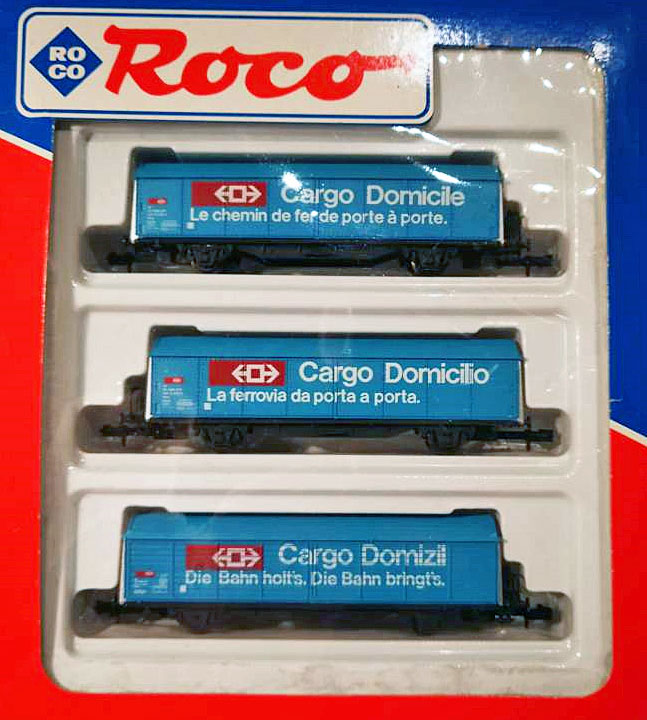 RO
CO
Roco
Cargo Domicile
Le chemin de fer de porte à porte.
Cargo Domicilio
La ferrovia da porta a porta.
Cargo Domizil
Die Bahn holt's. Die Bahn bringt's.